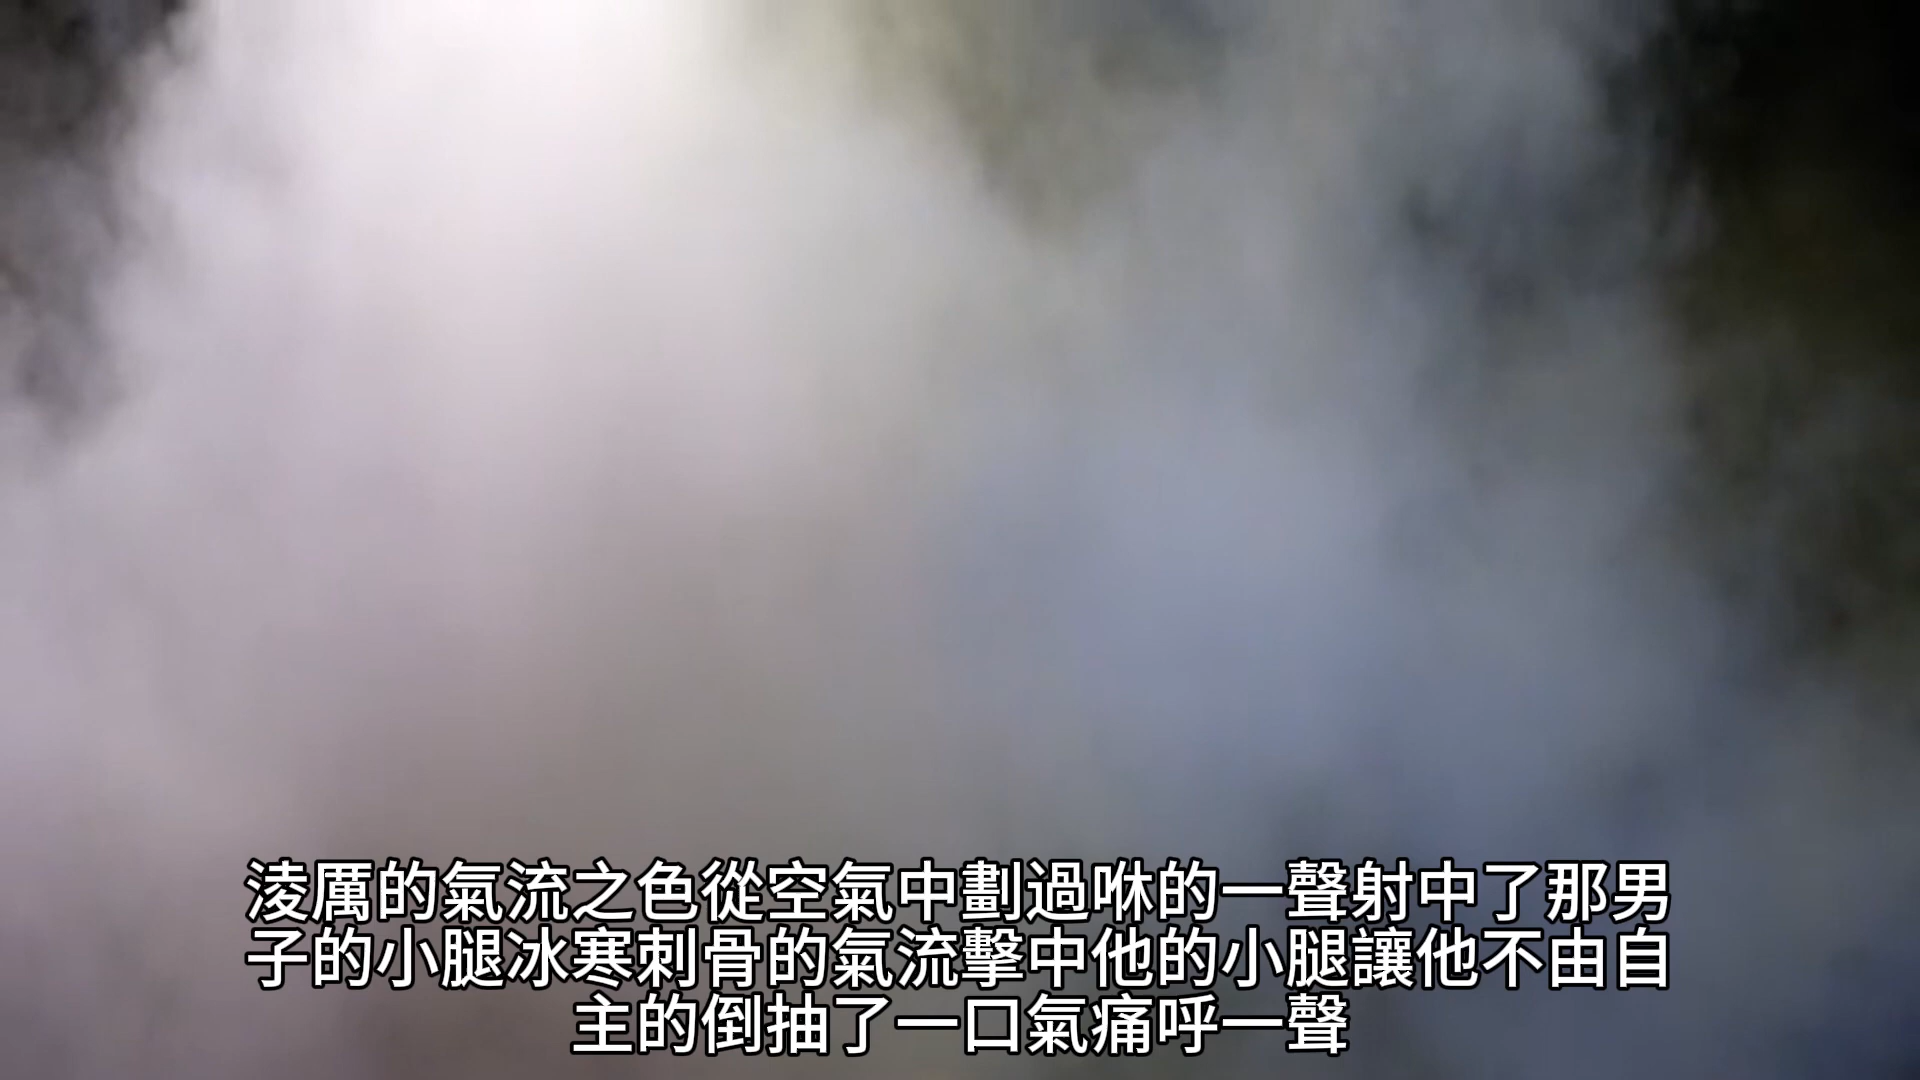 淩厲的氣流之色從空氣中劃過咻的一聲射中了那男
子的小腿冰寒刺骨的氣流擊中他的小腿讓他不由自
主的倒抽了一口氣痛呼一聲